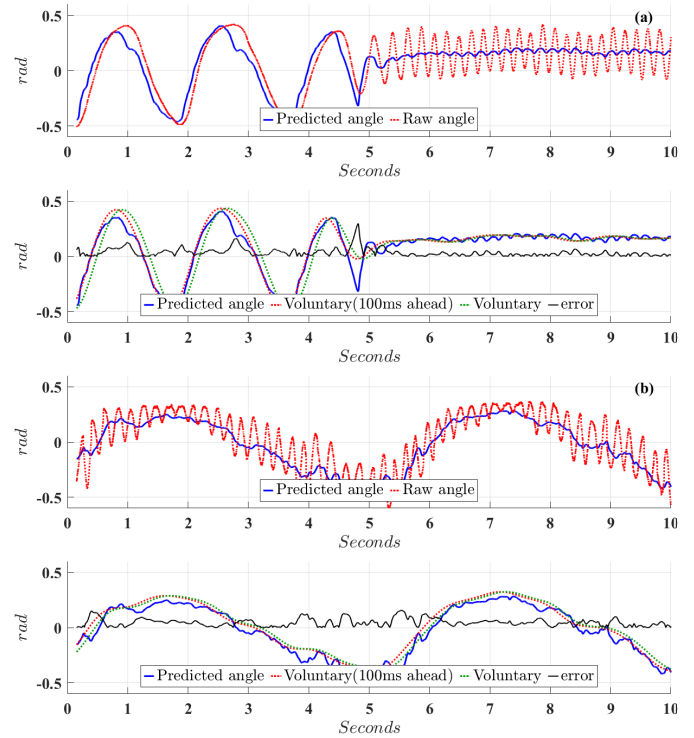 (a)
0.5
0
-0.5
rad
Predicted angle Raw angle
0 1 2 3 4 5 6 7 8 9 10
Seconds
0.5
0
-0.5
rad
Predicted angle Voluntary(100ms ahead) Voluntary error
0 1 2 3 4 5 6 7 8 9 10
Seconds
(b)
0.5
0
-0.5
rad
Predicted angle Raw angle
0 1 2 3 4 5 6 7 8 9 10
Seconds
0.5
0
-0.5
rad
Predicted angle Voluntary(100ms ahead) Voluntary error
0 1 2 3 4 5 6 7 8 9 10
Seconds